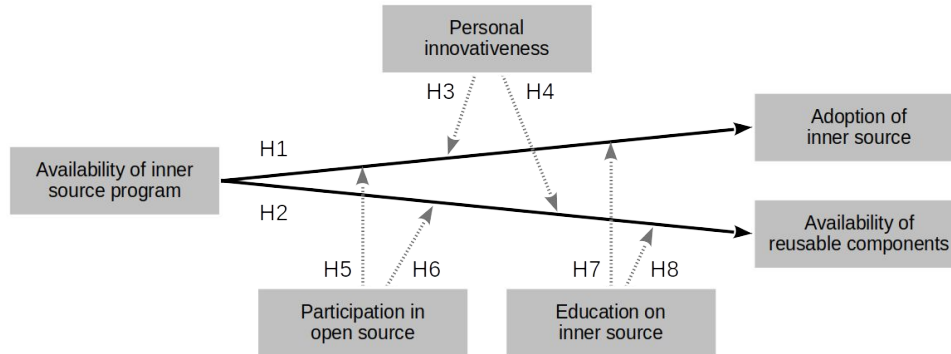 Personal
innovativeness
H3
H4
Adoption of
inner source
H1
Availability of inner
source program
H2
Availability of
reusable components
H5
H6
H7
H8
Participation in
open source
Education on
inner source